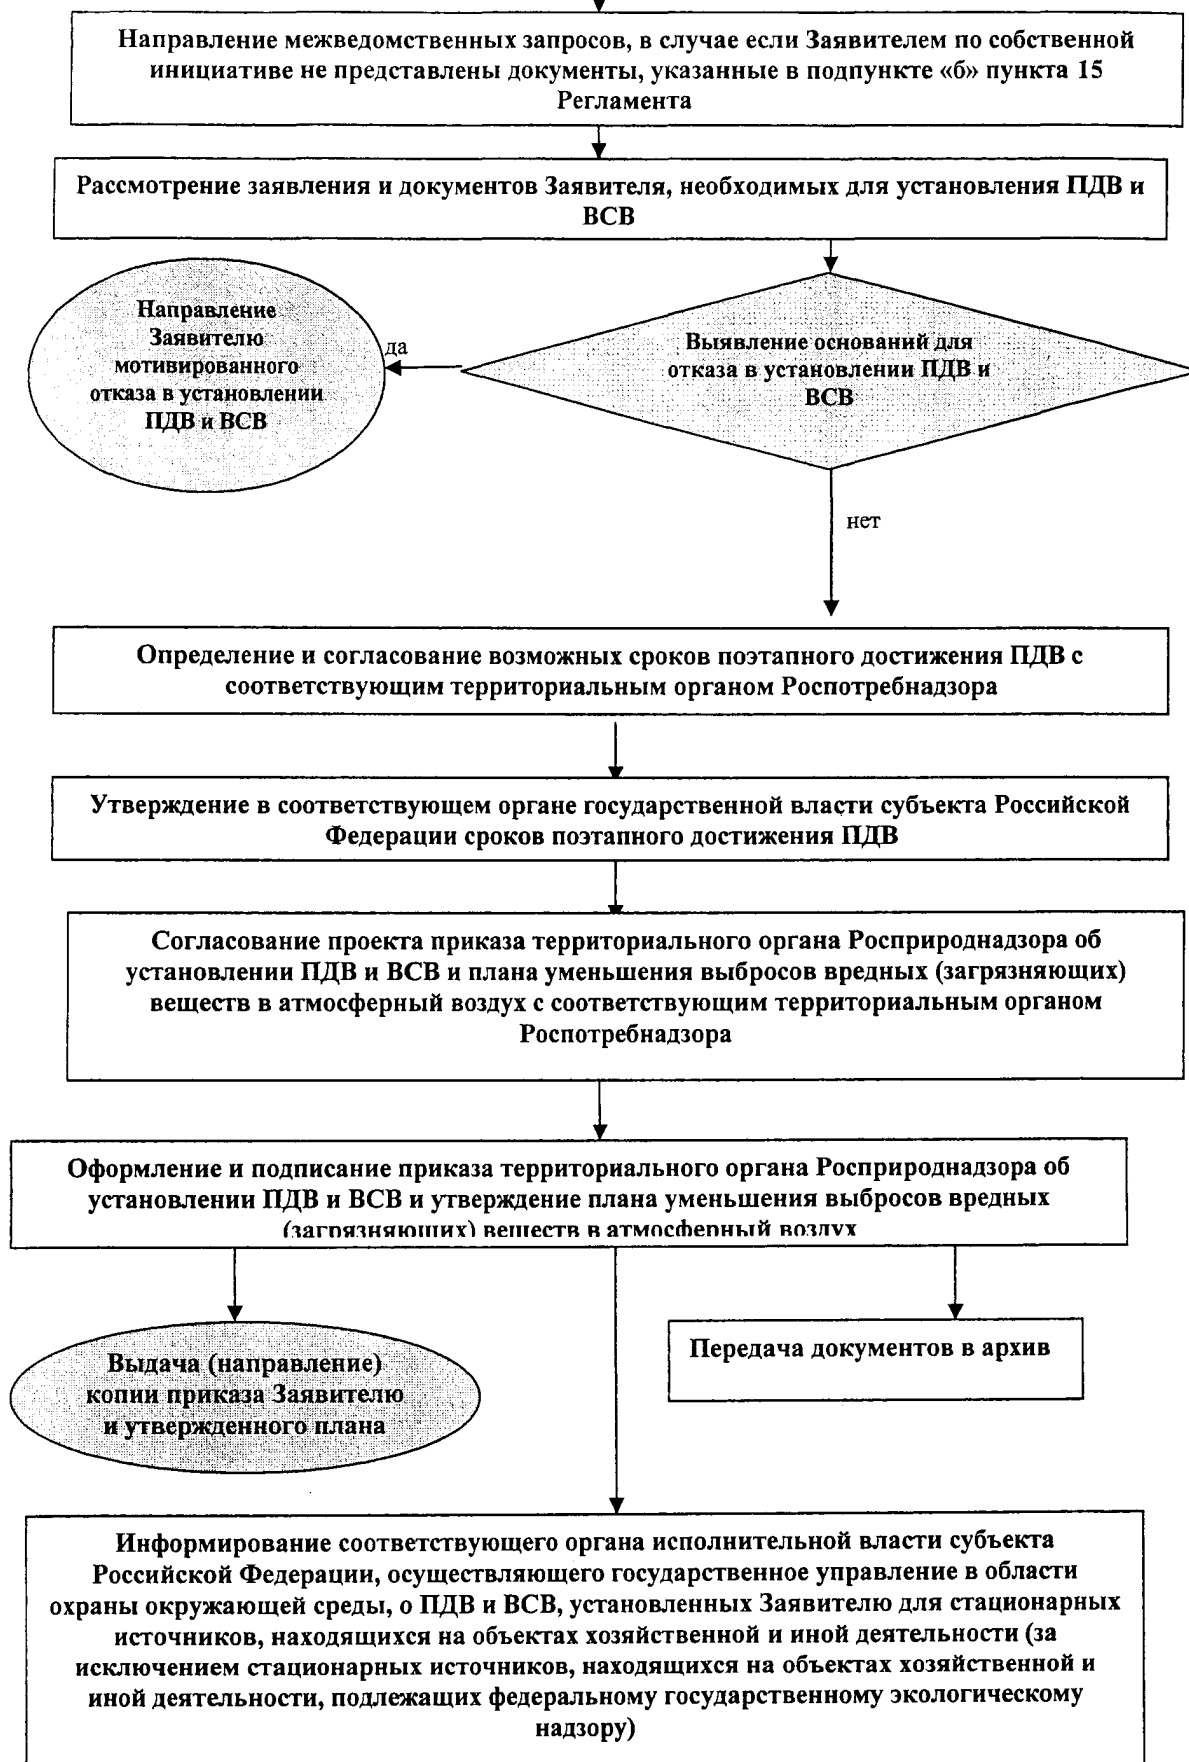 Направление межведомственных запросов, в случае если Заявителем по собственной
инициативе не представлены документы, указанные в подпункте «б» пункта 15
Регламента
Рассмотрение заявления и документов Заявителя, необходимых для установления ПДВ и
ВСВ
Направление
Заявителю
мотивированного
отказа в установлении
ПДВ и ВСВ
да
Выявление оснований для
отказа в установлении ПДВ и
ВСВ
нет
Определение и согласование возможных сроков поэтапного достижения ПДВ с
соответствующим территориальным органом Роспотребнадзора
Утверждение в соответствующем органе государственной власти субъекта Российской
Федерации сроков поэтапного достижения ПДВ
Согласование проекта приказа территориального органа Росприроднадзора об
установлении ПДВ и ВСВ и плана уменьшения выбросов вредных (загрязняющих)
веществ в атмосферный воздух с соответствующим территориальным органом
Роспотребнадзора
Оформление и подписание приказа территориального органа Росприроднадзора об
установлении ПДВ и ВСВ и утверждение плана уменьшения выбросов вредных
(загрязняющих) веществ в атмосферный воздух
Выдача (направление)
копии приказа Заявителю
и утвержденного плана
Передача документов в архив
Информирование соответствующего органа исполнительной власти субъекта
Российской Федерации, осуществляющего государственное управление в области
охраны окружающей среды, о ПДВ и ВСВ, установленных Заявителю для стационарных
источников, находящихся на объектах хозяйственной и иной деятельности (за
исключением стационарных источников, находящихся на объектах хозяйственной и
иной деятельности, подлежащих федеральному государственному экологическому
надзору)